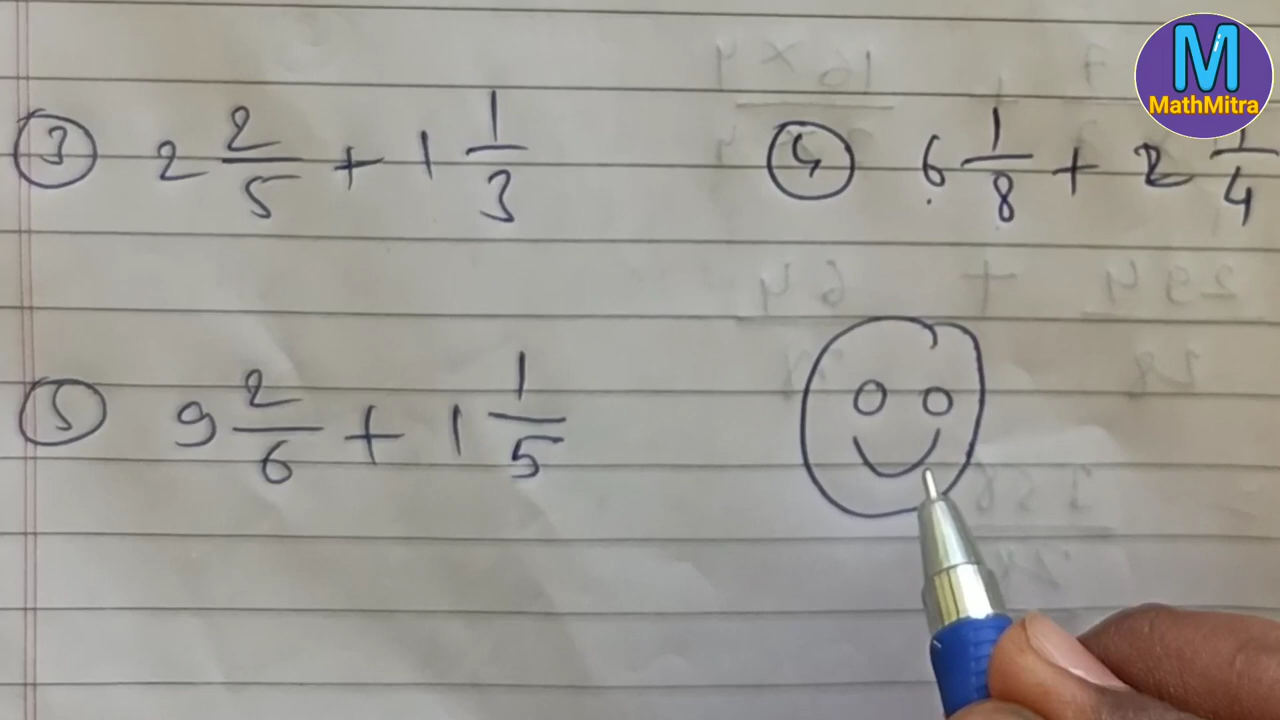 M
MathMitra
③ 2 2/5 + 1 1/3
④ 6 1/8 + 2 1/4
⑤ 9 2/6 + 1 1/5